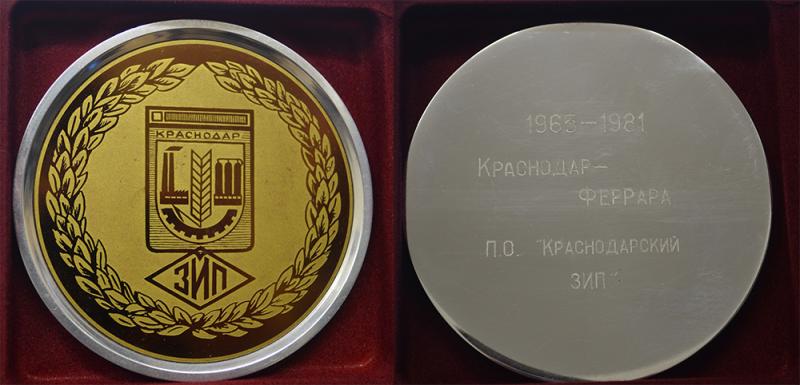 КРАСНОДАР
ЗИП
1963-1981
КРАСНОДАР-
ФЕРРАРА
П.О. "КРАСНОДАРСКИЙ
ЗИП"